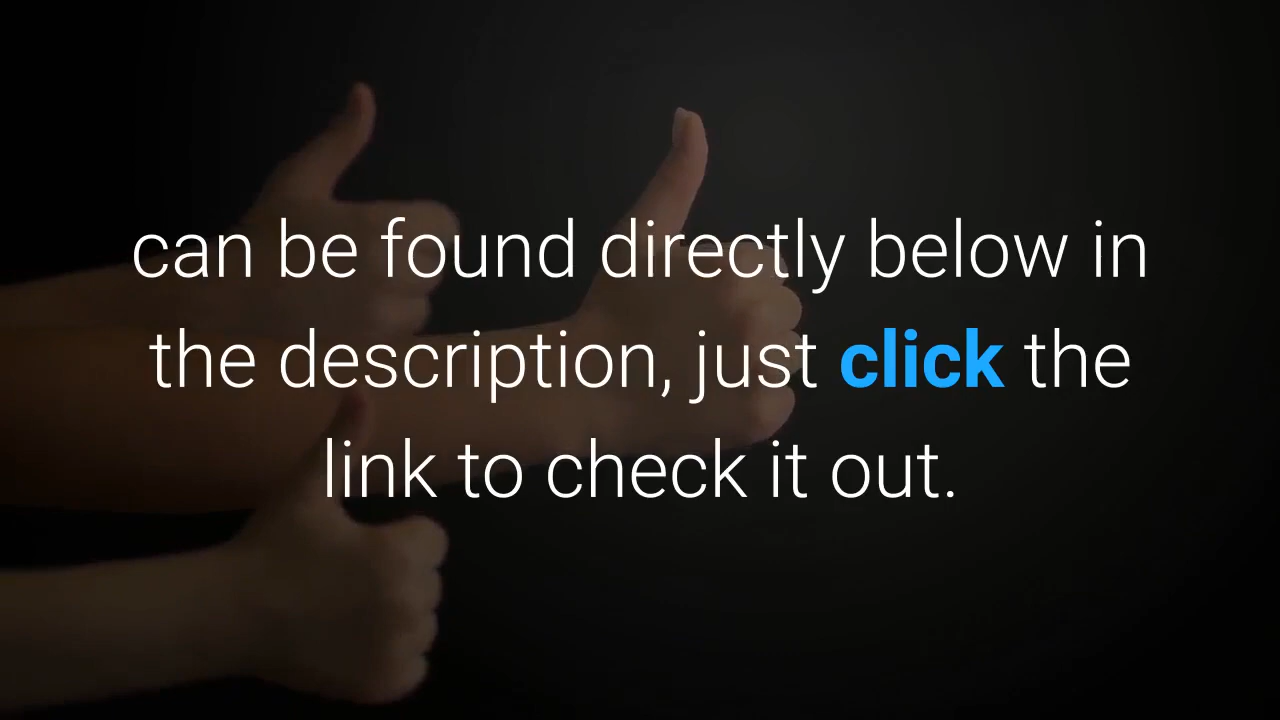 can be found directly below in
the description, just click the
link to check it out.